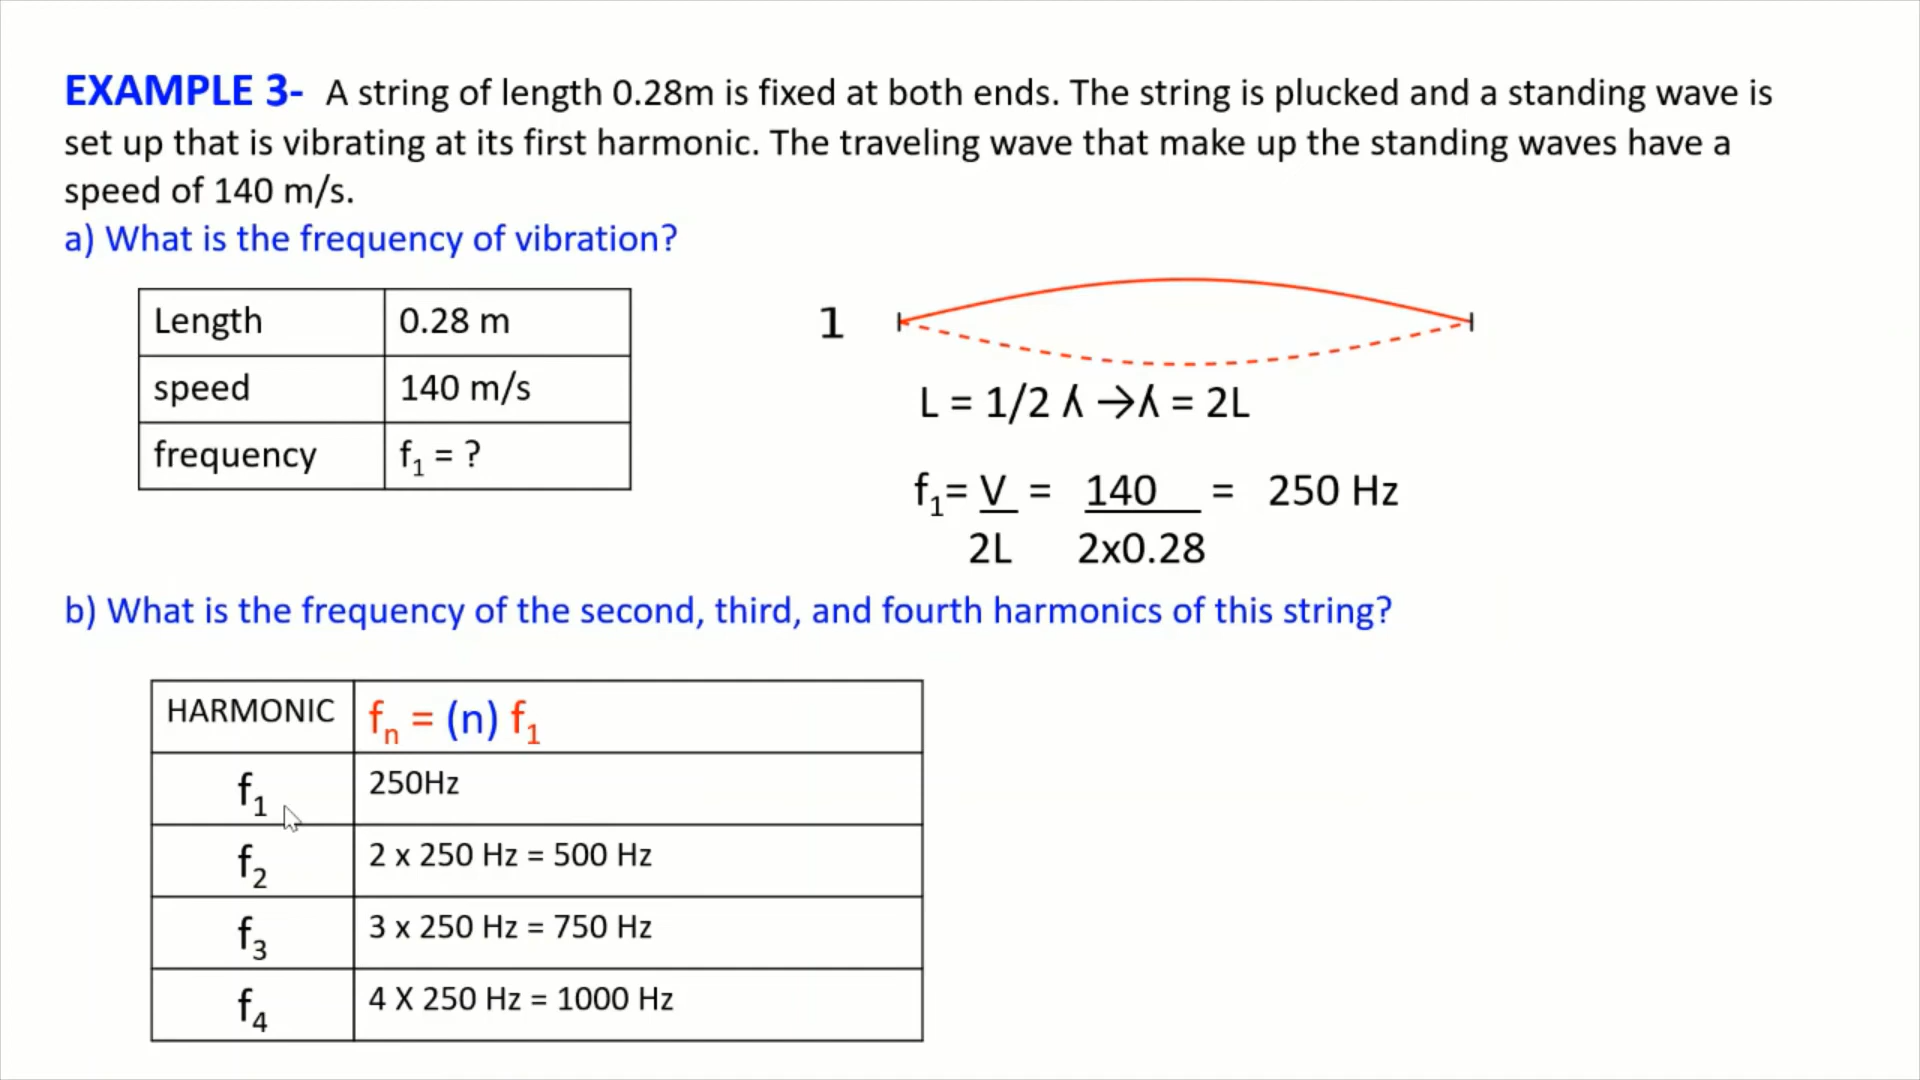 EXAMPLE 3- A string of length 0.28m is fixed at both ends. The string is plucked and a standing wave is
set up that is vibrating at its first harmonic. The traveling wave that make up the standing waves have a
speed of 140 m/s.
a) What is the frequency of vibration?
Length 0.28 m
speed 140 m/s
frequency f₁ = ?
1
L = 1/2 ʎ →ʎ = 2L
f₁= V = 140 = 250 Hz
2L 2x0.28
b) What is the frequency of the second, third, and fourth harmonics of this string?
HARMONIC fₙ = (n) f₁
f₁ 250Hz
f₂ 2 x 250 Hz = 500 Hz
f₃ 3 x 250 Hz = 750 Hz
f₄ 4 X 250 Hz = 1000 Hz